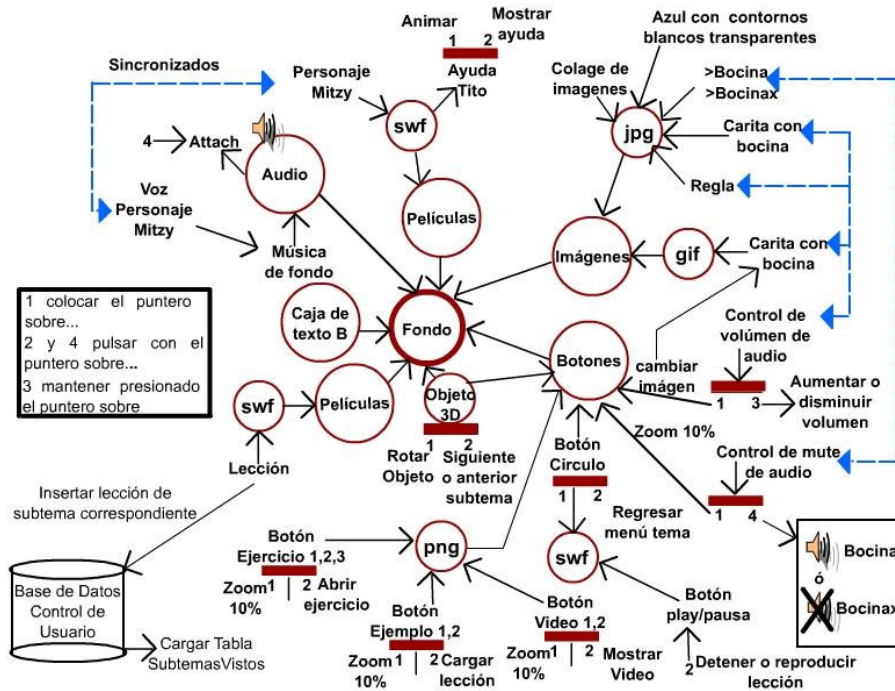 Animar
Mostrar
ayuda
1 2
Ayuda
Tito
Sincronizados
Personaje
Mitzy
swf
Películas
4
Attach
Audio
Voz
Personaje
Mitzy
Música
de fondo
Azul con contornos
blancos transparentes
Colage de
imagenes
>Bocina
>Bocinax
jpg
Carita con
bocina
Regla
Imágenes
gif
Carita con
bocina
1 colocar el puntero
sobre...
2 y 4 pulsar con el
puntero sobre...
3 mantener presionado
el puntero sobre
Caja de
texto B
Fondo
Botones
cambiar
imágen
Control de
volúmen de
audio
1 3
Aumentar o
disminuir
volumen
Zoom 10%
Control de mute
de audio
1 4
Bocina
ó
Bocinax
swf
Películas
Lección
Objeto
3D
1 2
Rotar
Objeto
Siguiente
o anterior
subtema
Botón
Circulo
1 2
Regresar
menú tema
swf
Botón
play/pausa
2 Detener o reproducir
lección
Insertar lección de
subtema correspondiente
Base de Datos
Control de
Usuario
Cargar Tabla
SubtemasVistos
Botón
Ejercicio 1,2,3
Zoom 1
10%
2 Abrir
ejercicio
png
Botón
Ejemplo 1,2
Zoom 1
10%
2 Cargar
lección
Botón
Video 1,2
Zoom 1
10%
2 Mostrar
Video